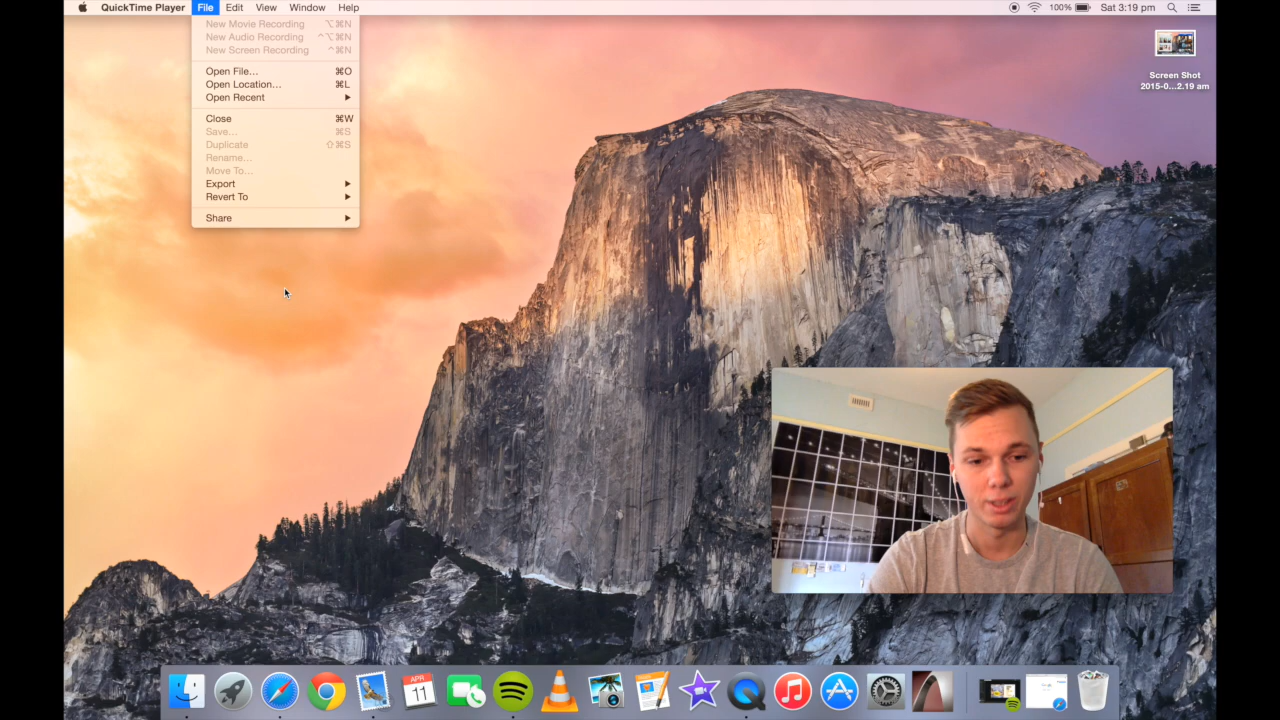 QuickTime Player File Edit View Window Help 100% Sat 3:19 pm
New Movie Recording ⌥⌘N
New Audio Recording ^⌥⌘N
New Screen Recording ^⌘N
Open File... ⌘O
Open Location... ⌘L
Open Recent
Close ⌘W
Save... ⌘S
Duplicate ⇧⌘S
Rename...
Move To...
Export
Revert To
Share
Screen Shot
2015-0...2.19 am
APR
11